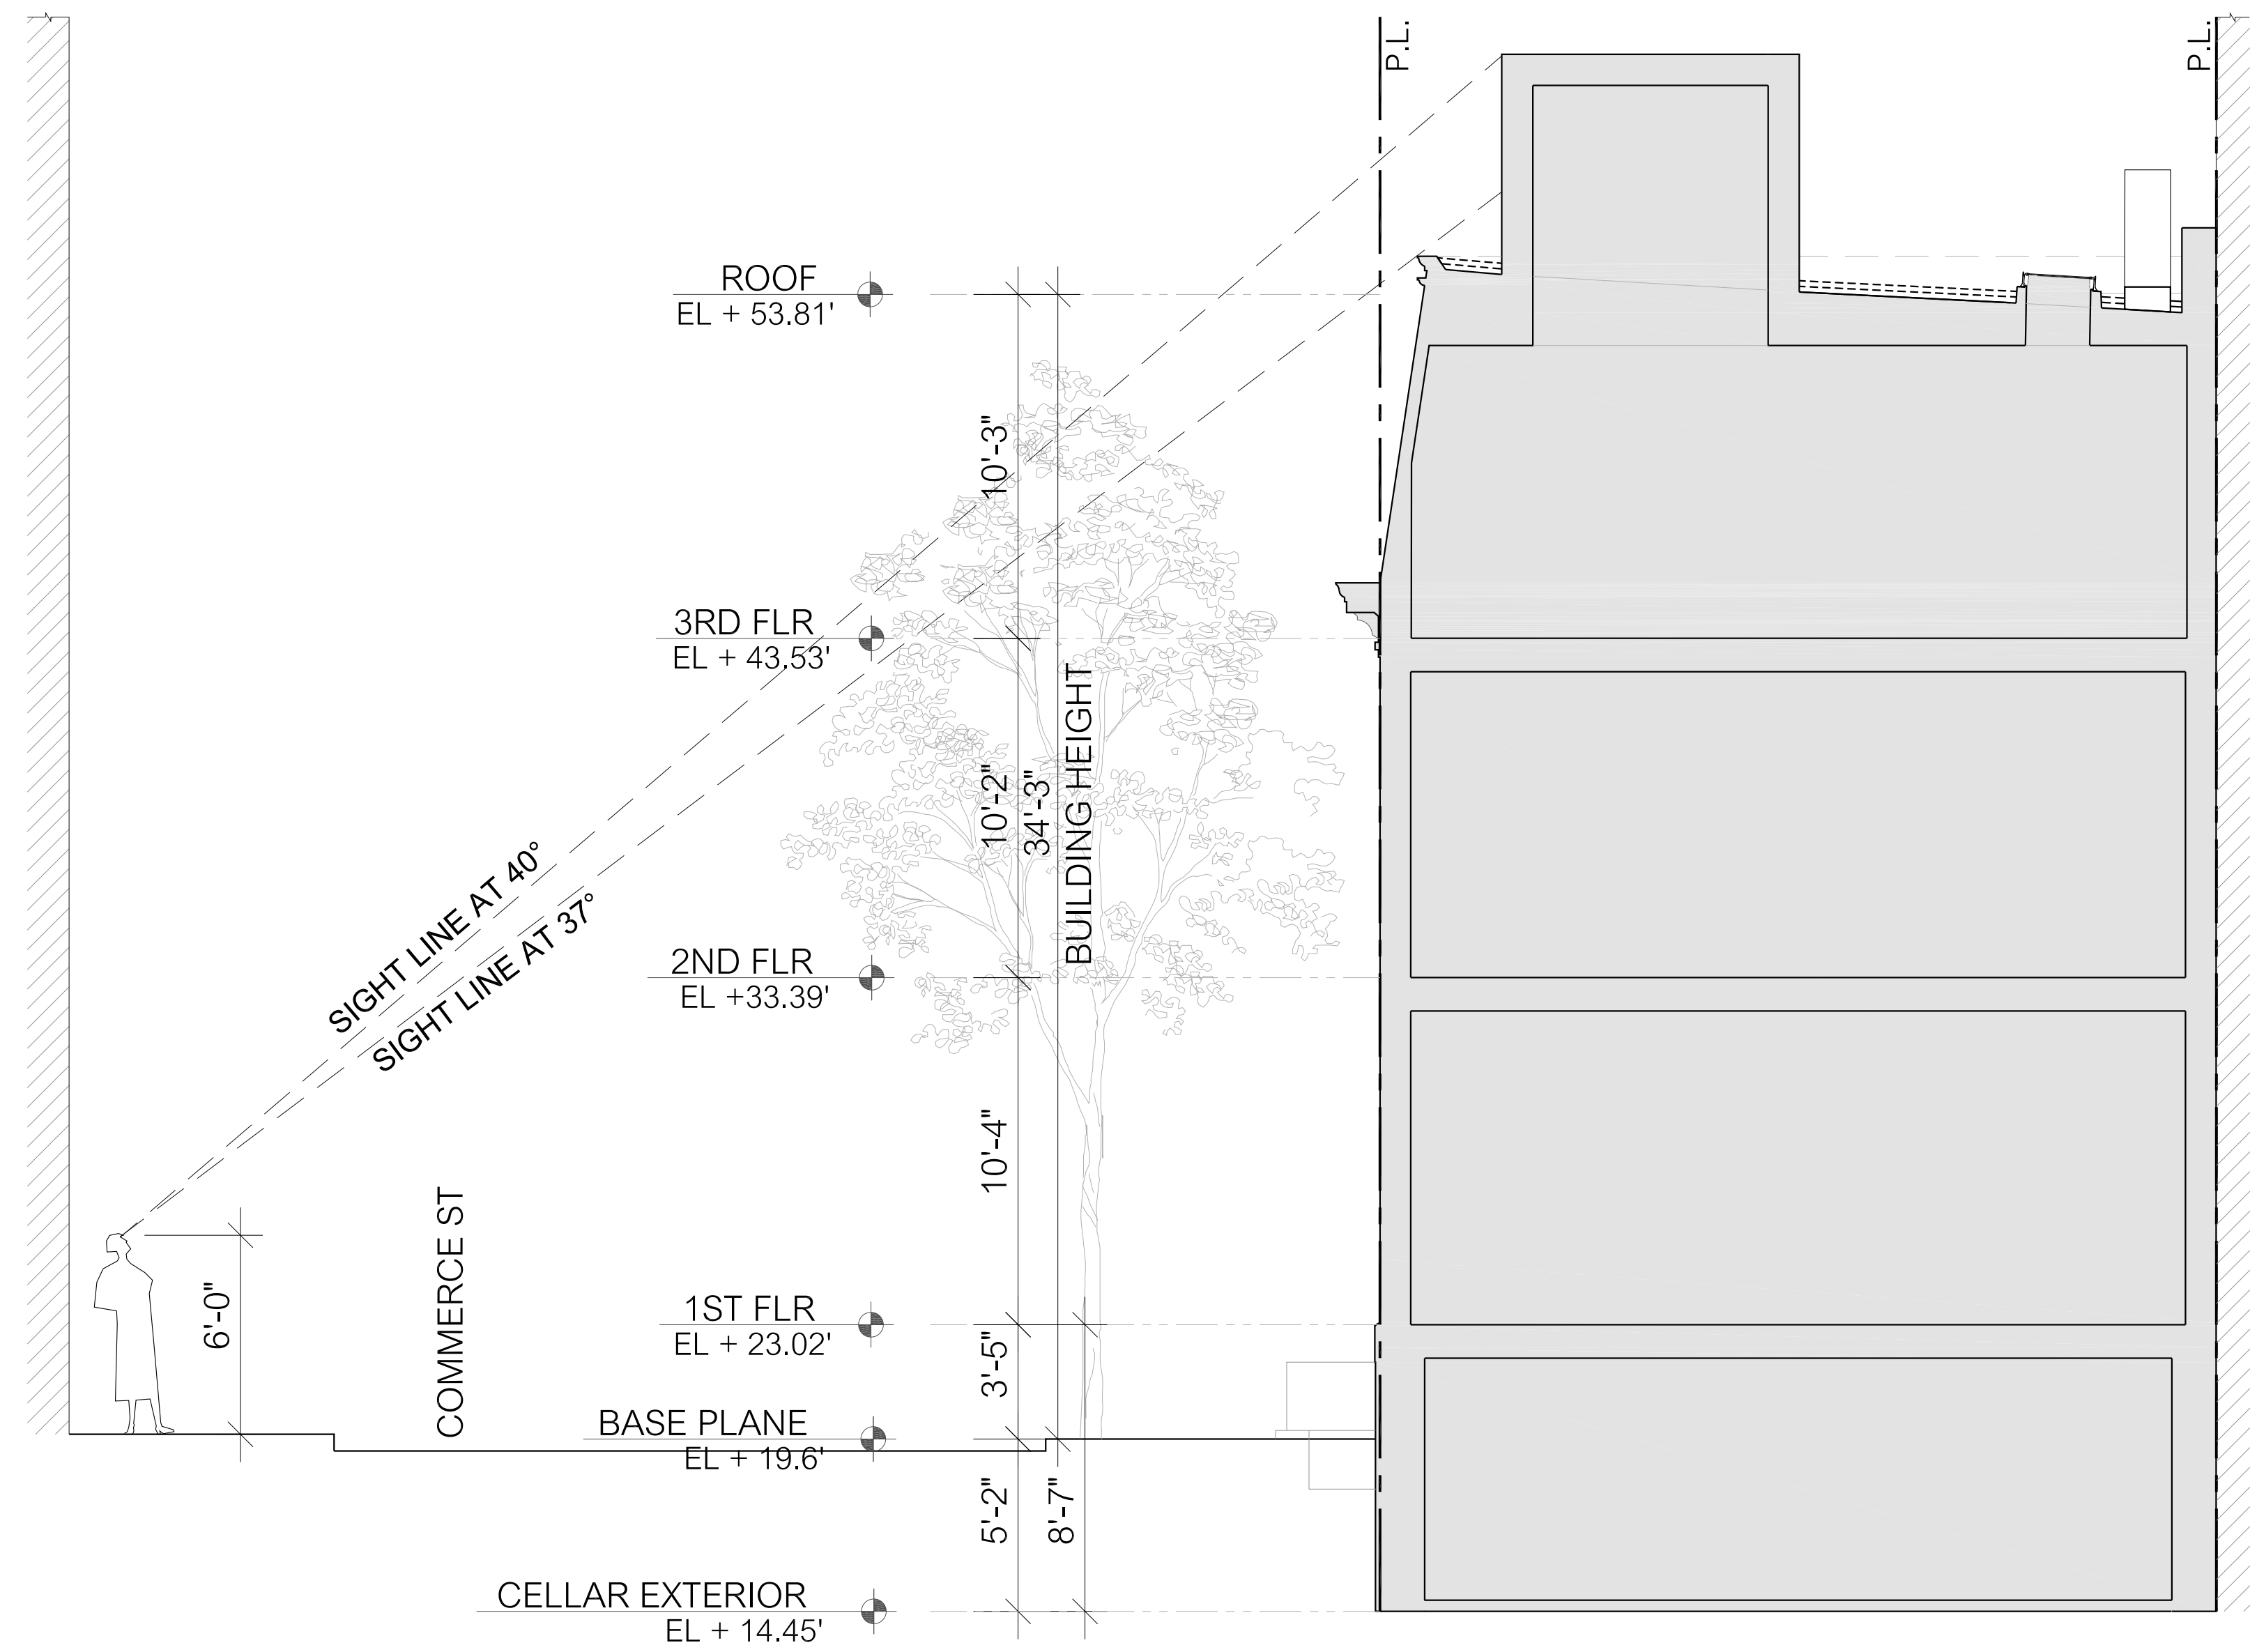 P.L.
P.L.
ROOF
EL + 53.81'
10'-3"
3RD FLR
EL + 43.53'
10'-2"
34'-3"
BUILDING HEIGHT
SIGHT LINE AT 40°
SIGHT LINE AT 37°
2ND FLR
EL +33.39'
10'-4"
COMMERCE ST
6'-0"
1ST FLR
EL + 23.02'
3'-5"
BASE PLANE
EL + 19.6'
5'-2"
8'-7"
CELLAR EXTERIOR
EL + 14.45'